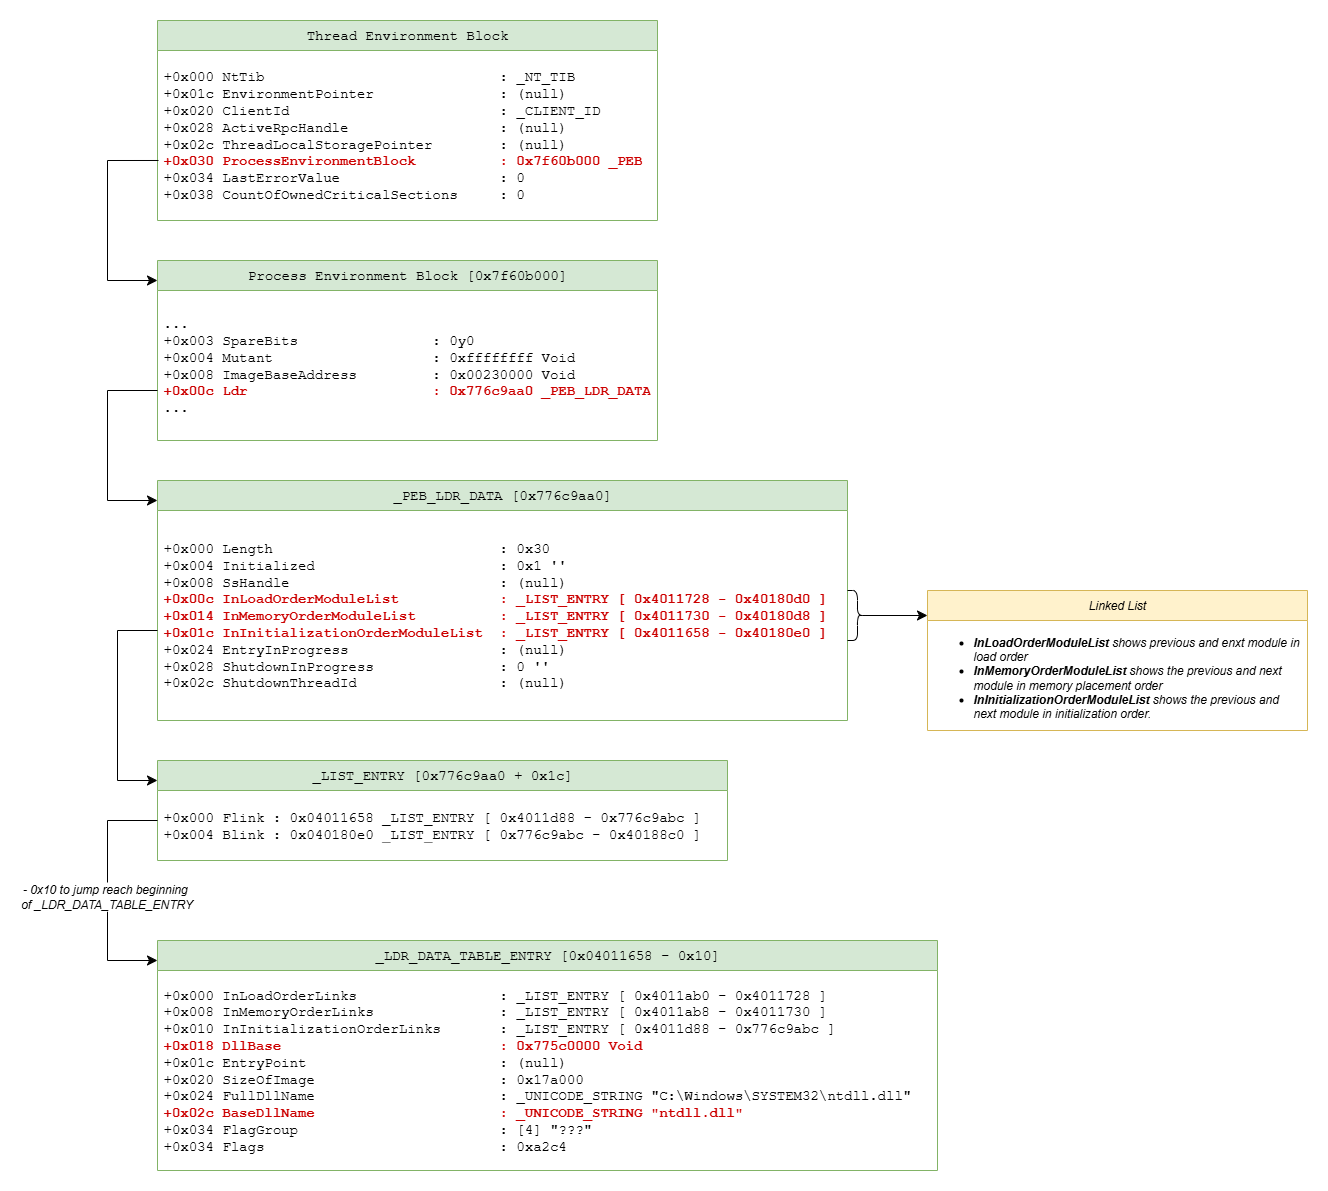 Thread Environment Block
+0x000 NtTib : _NT_TIB
+0x01c EnvironmentPointer : (null)
+0x020 ClientId : _CLIENT_ID
+0x028 ActiveRpcHandle : (null)
+0x02c ThreadLocalStoragePointer : (null)
+0x030 ProcessEnvironmentBlock : 0x7f60b000 _PEB
+0x034 LastErrorValue : 0
+0x038 CountOfOwnedCriticalSections : 0
Process Environment Block [0x7f60b000]
...
+0x003 SpareBits : 0y0
+0x004 Mutant : 0xffffffff Void
+0x008 ImageBaseAddress : 0x00230000 Void
+0x00c Ldr : 0x776c9aa0 _PEB_LDR_DATA
...
_PEB_LDR_DATA [0x776c9aa0]
+0x000 Length : 0x30
+0x004 Initialized : 0x1 ''
+0x008 SsHandle : (null)
+0x00c InLoadOrderModuleList : _LIST_ENTRY [ 0x4011728 - 0x40180d0 ]
+0x014 InMemoryOrderModuleList : _LIST_ENTRY [ 0x4011730 - 0x40180d8 ]
+0x01c InInitializationOrderModuleList : _LIST_ENTRY [ 0x4011658 - 0x40180e0 ]
+0x024 EntryInProgress : (null)
+0x028 ShutdownInProgress : 0 ''
+0x02c ShutdownThreadId : (null)
Linked List
• InLoadOrderModuleList shows previous and enxt module in
load order
• InMemoryOrderModuleList shows the previous and next
module in memory placement order
• InInitializationOrderModuleList shows the previous and
next module in initialization order.
_LIST_ENTRY [0x776c9aa0 + 0x1c]
+0x000 Flink : 0x04011658 _LIST_ENTRY [ 0x4011d88 - 0x776c9abc ]
+0x004 Blink : 0x040180e0 _LIST_ENTRY [ 0x776c9abc - 0x40188c0 ]
- 0x10 to jump reach beginning
of _LDR_DATA_TABLE_ENTRY
_LDR_DATA_TABLE_ENTRY [0x04011658 - 0x10]
+0x000 InLoadOrderLinks : _LIST_ENTRY [ 0x4011ab0 - 0x4011728 ]
+0x008 InMemoryOrderLinks : _LIST_ENTRY [ 0x4011ab8 - 0x4011730 ]
+0x010 InInitializationOrderLinks : _LIST_ENTRY [ 0x4011d88 - 0x776c9abc ]
+0x018 DllBase : 0x775c0000 Void
+0x01c EntryPoint : (null)
+0x020 SizeOfImage : 0x17a000
+0x024 FullDllName : _UNICODE_STRING "C:\Windows\SYSTEM32\ntdll.dll"
+0x02c BaseDllName : _UNICODE_STRING "ntdll.dll"
+0x034 FlagGroup : [4] "???"
+0x034 Flags : 0xa2c4